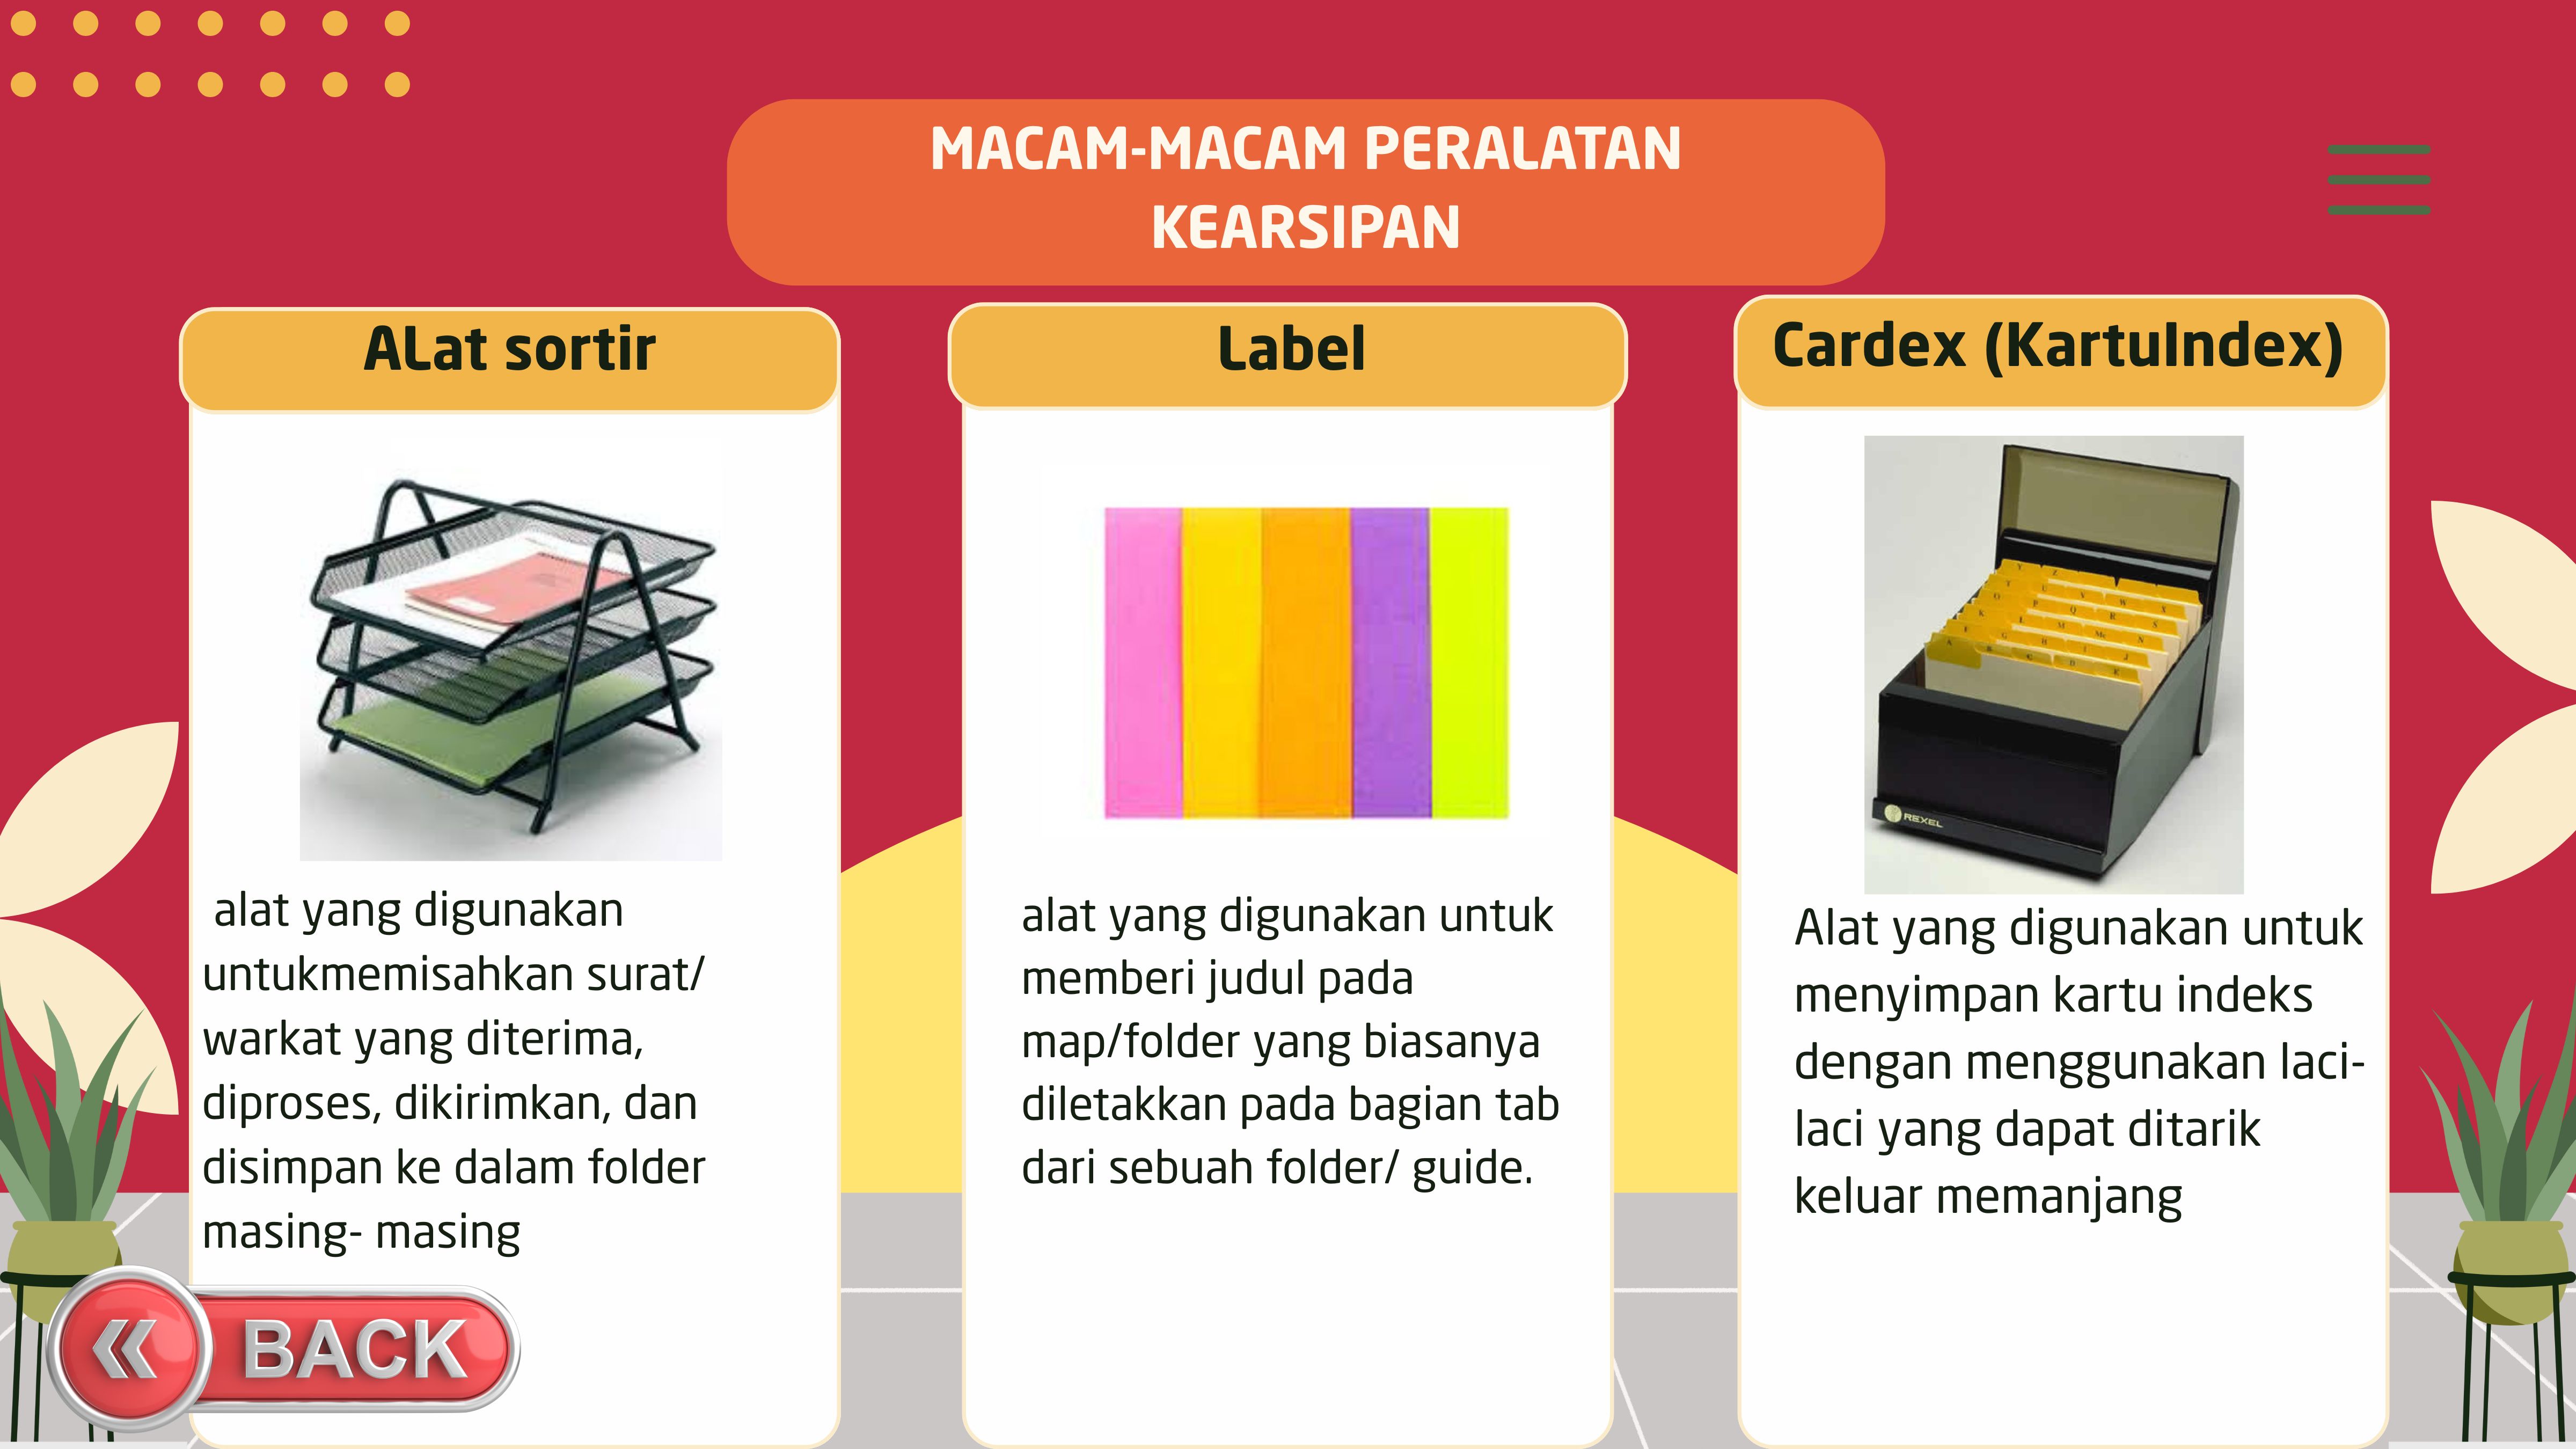 MACAM-MACAM PERALATAN
KEARSIPAN
ALat sortir
alat yang digunakan
untukmemisahkan surat/
warkat yang diterima,
diproses, dikirimkan, dan
disimpan ke dalam folder
masing- masing
Label
alat yang digunakan untuk
memberi judul pada
map/folder yang biasanya
diletakkan pada bagian tab
dari sebuah folder/ guide.
Cardex (KartuIndex)
REXEL
Alat yang digunakan untuk
menyimpan kartu indeks
dengan menggunakan laci-
laci yang dapat ditarik
keluar memanjang
BACK